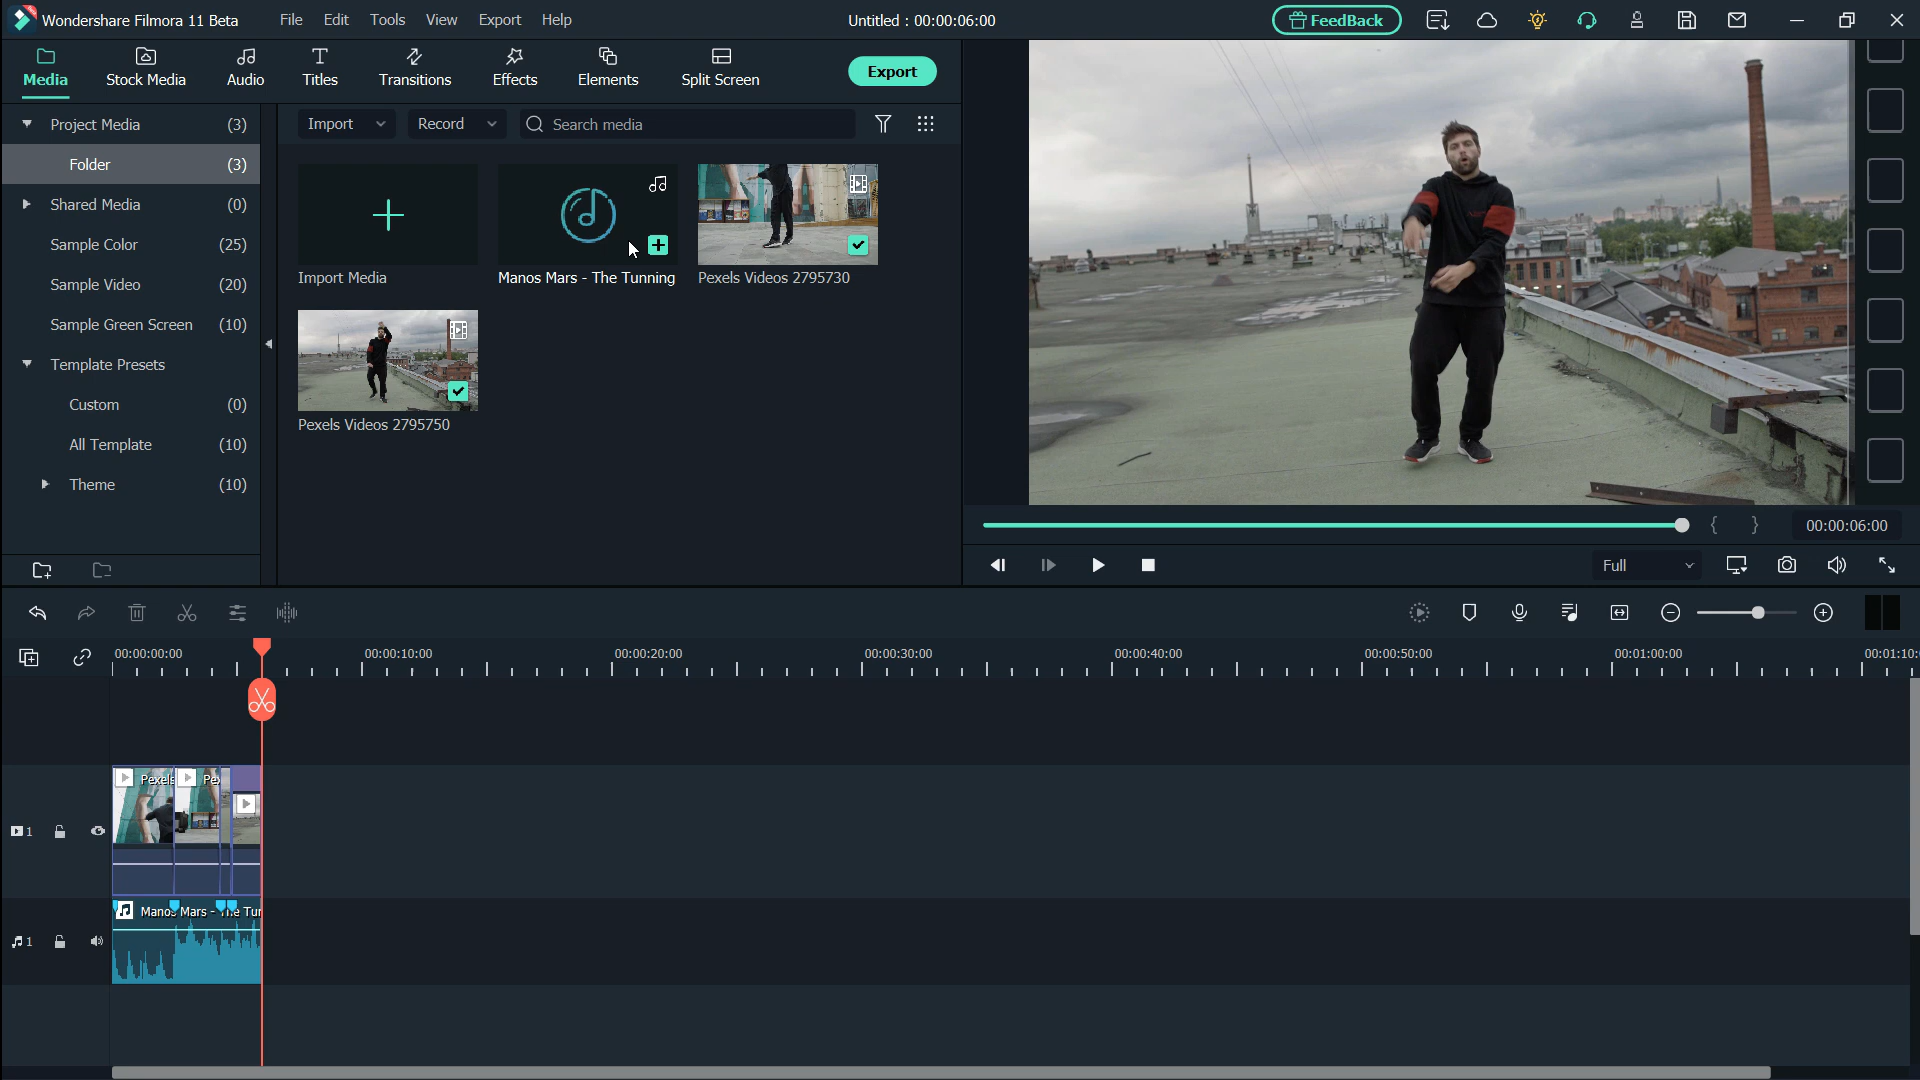 Wondershare Filmora 11 Beta File Edit Tools View Export Help Untitled : 00:00:06:00 FeedBack
Media Stock Media Audio Titles Transitions Effects Elements Split Screen Export
Project Media (3)
Folder (3)
Shared Media (0)
Sample Color (25)
Sample Video (20)
Sample Green Screen (10)
Template Presets
Custom (0)
All Template (10)
Theme (10)
Import Record Search media
Import Media Manos Mars - The Tunning Pexels Videos 2795730
Pexels Videos 2795750
{ } 00:00:06:00
Full
00:00:00:00 00:00:10:00 00:00:20:00 00:00:30:00 00:00:40:00 00:00:50:00 00:01:00:00 00:01:10:
Pexels Pe
1
Manos Mars - The Tun
1